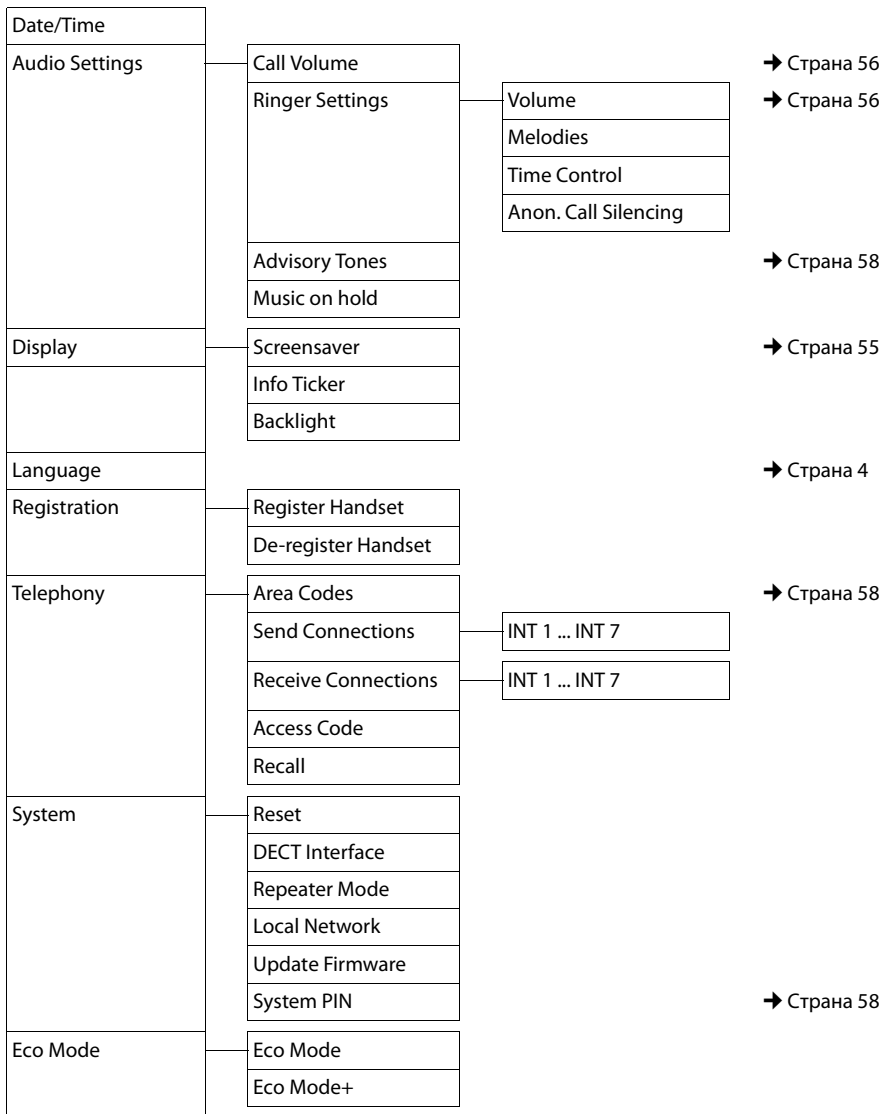 Date/Time
Audio Settings Call Volume ➔ Страна 56
Ringer Settings Volume ➔ Страна 56
Melodies
Time Control
Anon. Call Silencing
Advisory Tones ➔ Страна 58
Music on hold
Display Screensaver ➔ Страна 55
Info Ticker
Backlight
Language ➔ Страна 4
Registration Register Handset
De-register Handset
Telephony Area Codes ➔ Страна 58
Send Connections INT 1 ... INT 7
Receive Connections INT 1 ... INT 7
Access Code
Recall
System Reset
DECT Interface
Repeater Mode
Local Network
Update Firmware
System PIN ➔ Страна 58
Eco Mode Eco Mode
Eco Mode+